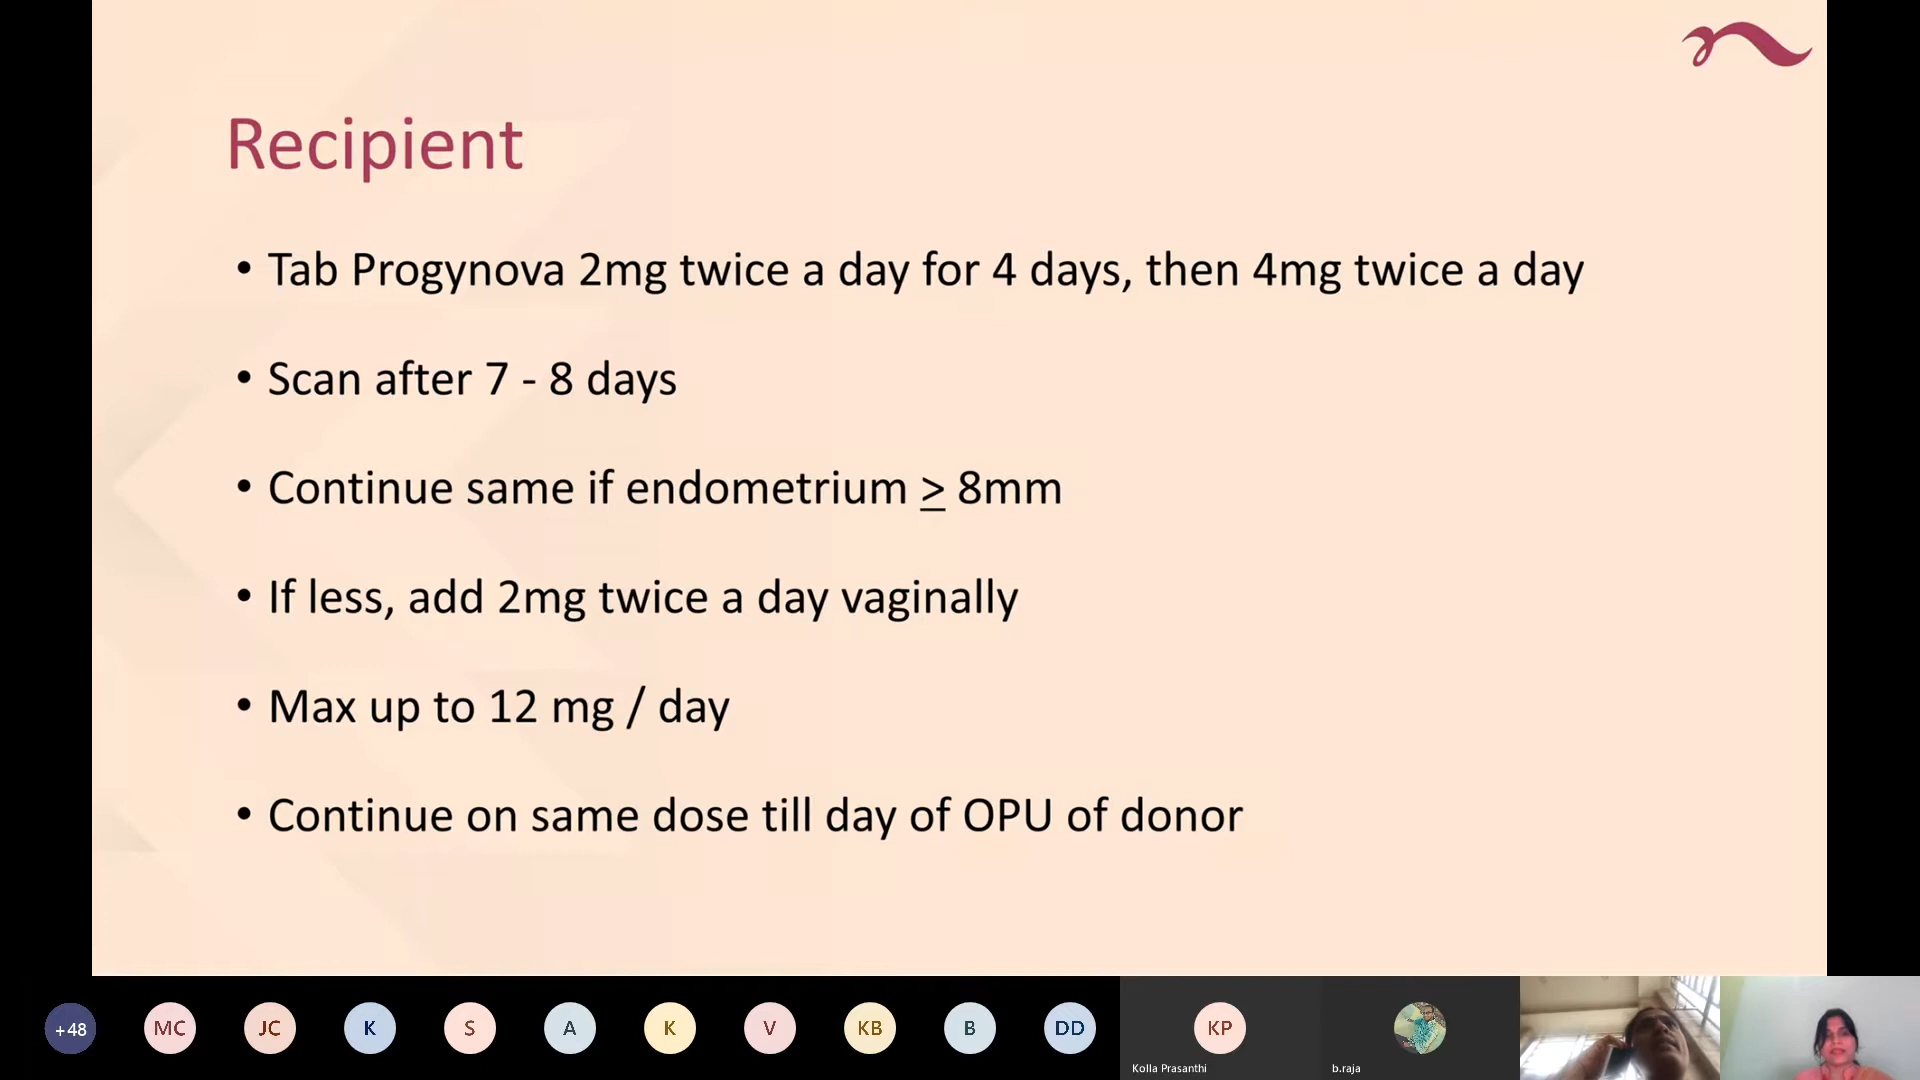 Recipient
• Tab Progynova 2mg twice a day for 4 days, then 4mg twice a day
• Scan after 7 - 8 days
• Continue same if endometrium ≥ 8mm
• If less, add 2mg twice a day vaginally
• Max up to 12 mg / day
• Continue on same dose till day of OPU of donor
+48 MC JC K S A K V KB B DD KP
Kolla Prasanthi b.raja